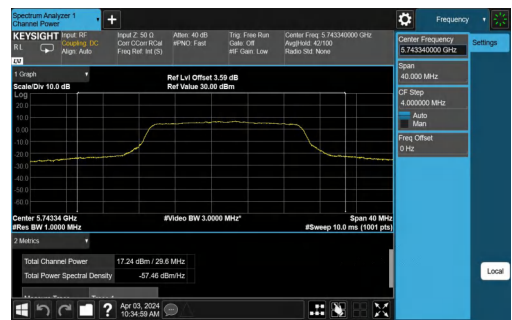 Spectrum Analyzer 1
Channel Power
Frequency
KEYSIGHT
RL
Input: RF
Coupling: DC
Align: Auto
Input Z: 50 Ω
Corr CCorr RCal
Freq Ref: Int (S)
Atten: 40 dB
#PNO: Fast
Trig: Free Run
Gate: Off
#IF Gain: Low
Center Freq: 5.743340000 GHz
Avg|Hold: 42/100
Radio Std: None
LV
1 Graph
Scale/Div 10.0 dB
Ref Lvl Offset 3.59 dB
Ref Value 30.00 dBm
Log
20.0
10.0
0.00
-10.0
-20.0
-30.0
-40.0
-50.0
-60.0
Center 5.74334 GHz
#Res BW 1.0000 MHz
#Video BW 3.0000 MHz*
Span 40 MHz
#Sweep 10.0 ms (1001 pts)
2 Metrics
Total Channel Power 17.24 dBm / 29.6 MHz
Total Power Spectral Density -57.46 dBm/Hz
Apr 03, 2024
10:34:59 AM
Center Frequency
5.743340000 GHz
Settings
Span
40.000 MHz
CF Step
4.000000 MHz
Auto
Man
Freq Offset
0 Hz
Local